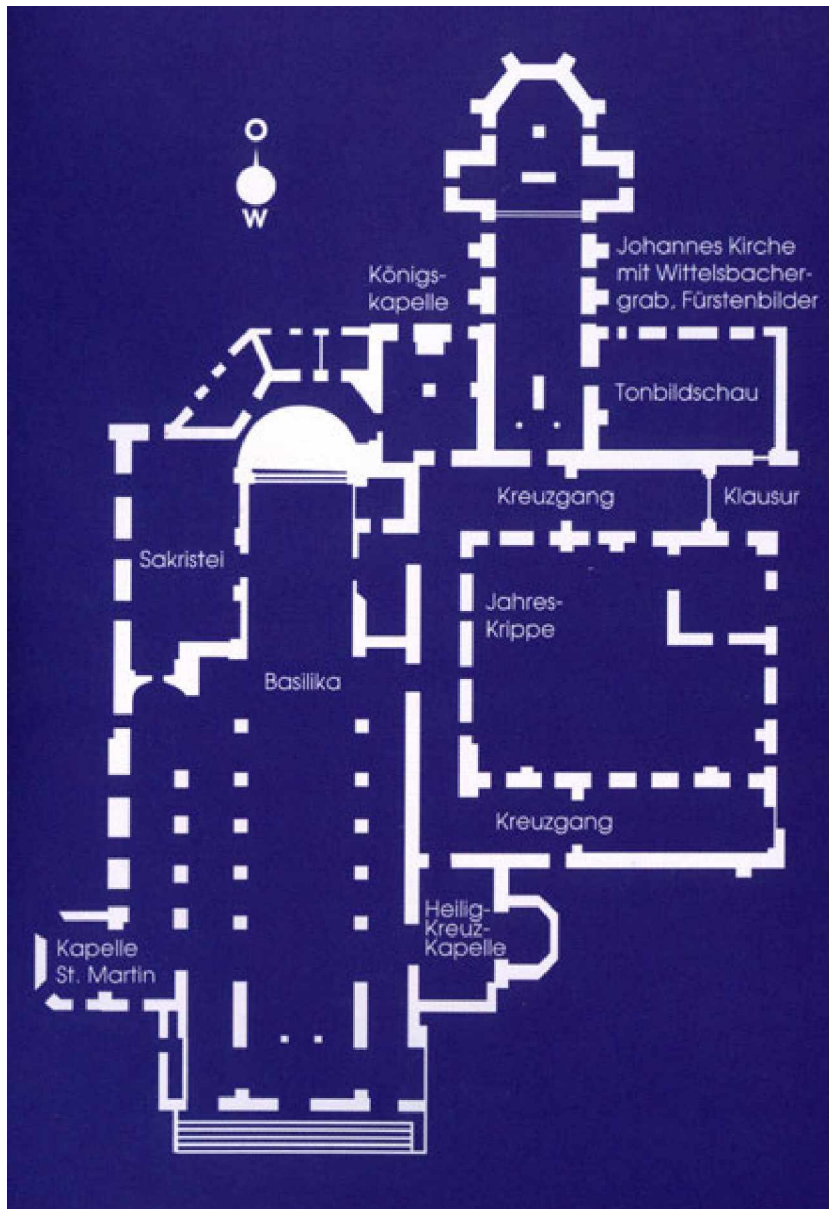 O
W
Königs-
kapelle
Johannes Kirche
mit Wittelsbacher-
grab, Fürstenbilder
Tonbildschau
Kreuzgang
Klausur
Sakristei
Jahres-
Krippe
Basilika
Kreuzgang
Heilig-
Kreuz-
Kapelle
Kapelle
St. Martin